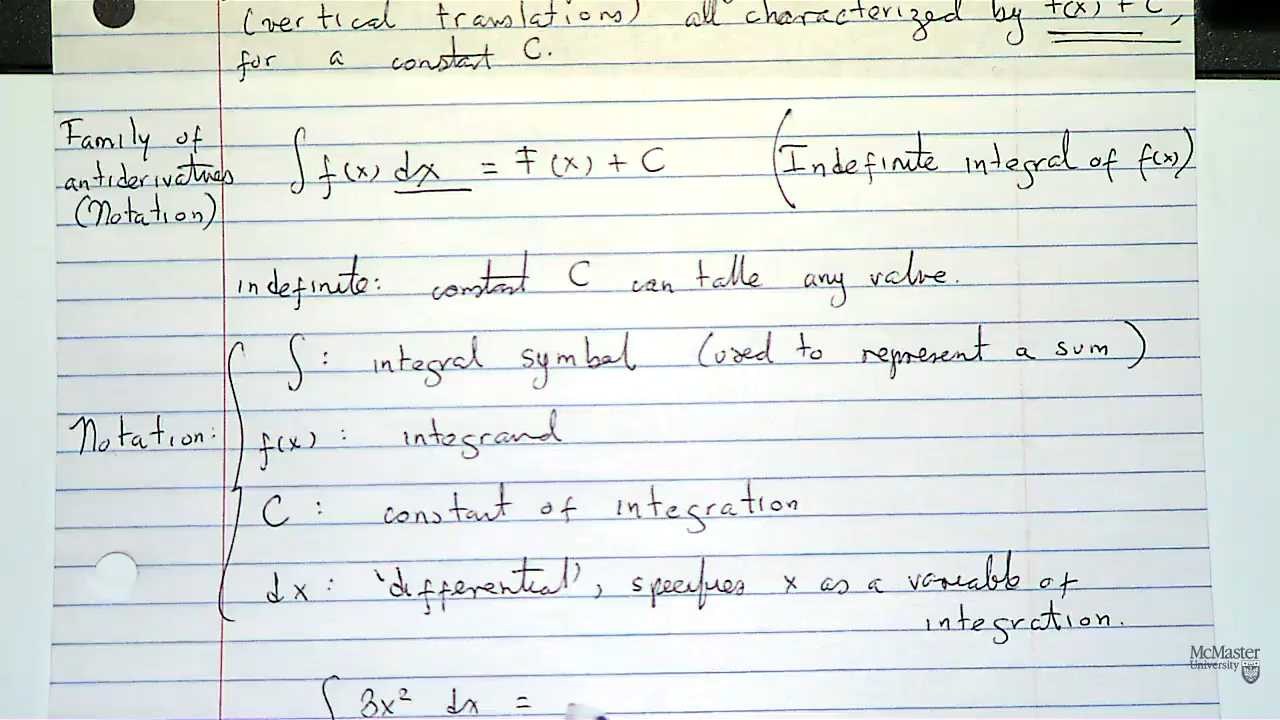 (vertical translations) all characterized by F(x) + C,
for a constant C.
Family of
antiderivatives
(Notation)
∫ f(x) dx = F(x) + C
(Indefinite integral of f(x))
indefinite: constant C can take any value.
∫ : integral symbol (used to represent a sum)
Notation:
f(x) : integrand
C : constant of integration
dx : 'differential', specifies x as a variable of
integration.
∫ 3x² dx =
McMaster
University